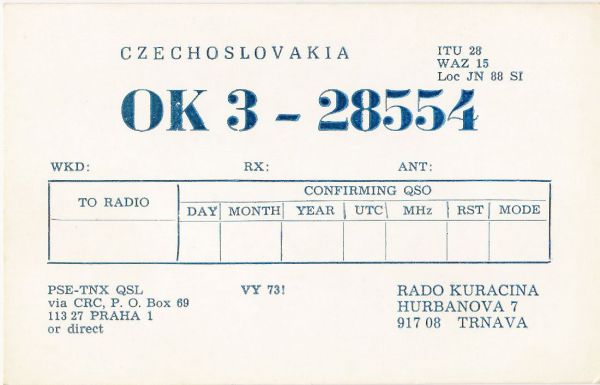 CZECHOSLOVAKIA
ITU 28
WAZ 15
Loc JN 88 SI
OK 3 - 28554
WKD: RX: ANT:
TO RADIO
CONFIRMING QSO
DAY MONTH YEAR UTC MHz RST MODE
PSE-TNX QSL
via CRC, P. O. Box 69
113 27 PRAHA 1
or direct
VY 73!
RADO KURACINA
HURBANOVA 7
917 08 TRNAVA